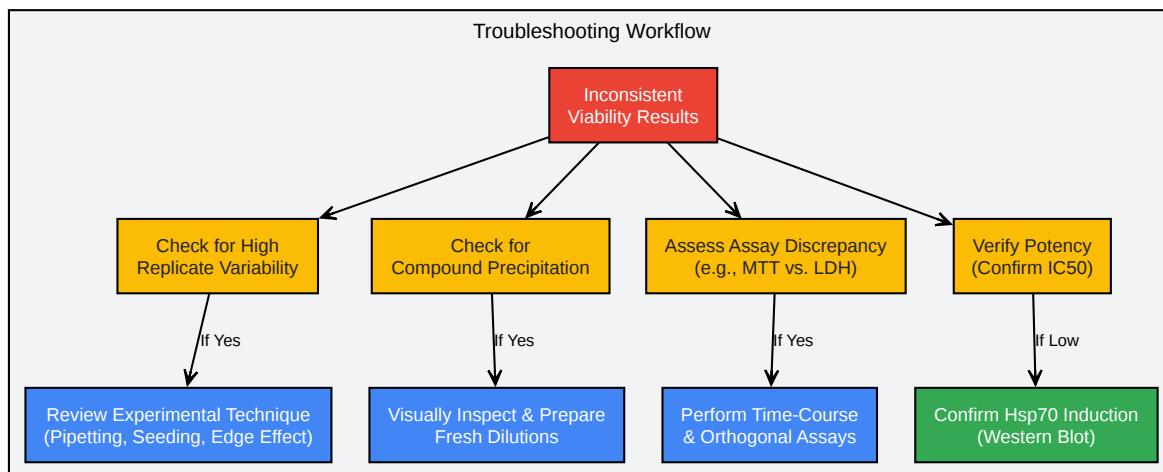 Troubleshooting Workflow
Inconsistent
Viability Results
Check for High
Replicate Variability
Check for
Compound Precipitation
Assess Assay Discrepancy
(e.g., MTT vs. LDH)
Verify Potency
(Confirm IC50)
If Yes
If Yes
If Yes
If Low
Review Experimental Technique
(Pipetting, Seeding, Edge Effect)
Visually Inspect & Prepare
Fresh Dilutions
Perform Time-Course
& Orthogonal Assays
Confirm Hsp70 Induction
(Western Blot)